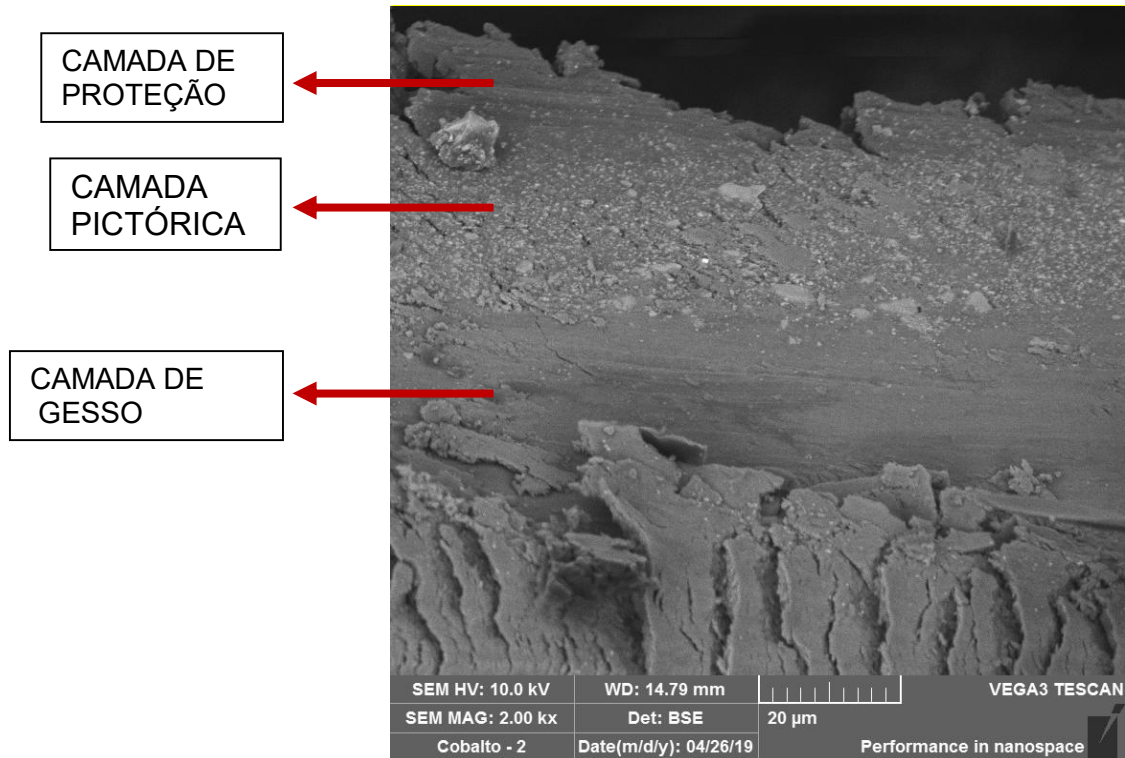 CAMADA DE
PROTEÇÃO
CAMADA
PICTÓRICA
CAMADA DE
GESSO
SEM HV: 10.0 kV WD: 14.79 mm VEGA3 TESCAN
SEM MAG: 2.00 kx Det: BSE 20 µm
Cobalto - 2 Date(m/d/y): 04/26/19 Performance in nanospace